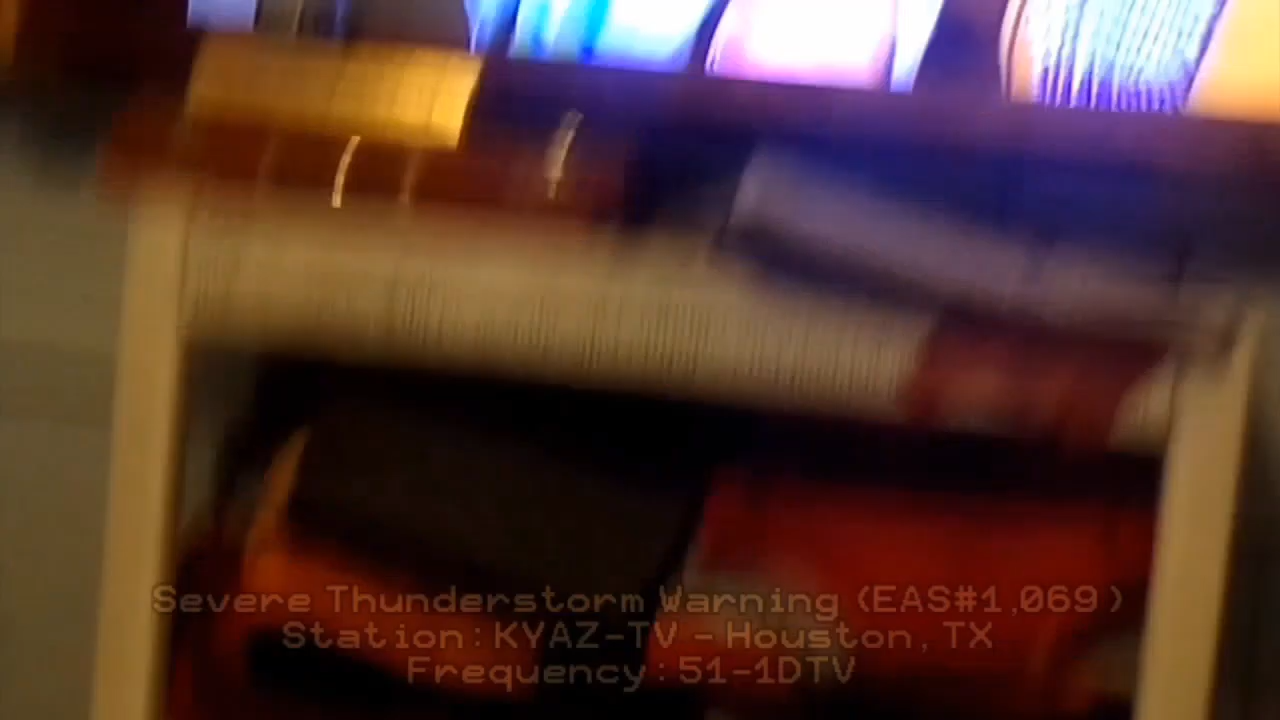 Severe Thunderstorm Warning (EAS#1,069)
Station:KYAZ-TV - Houston, TX
Frequency:51-1DTV